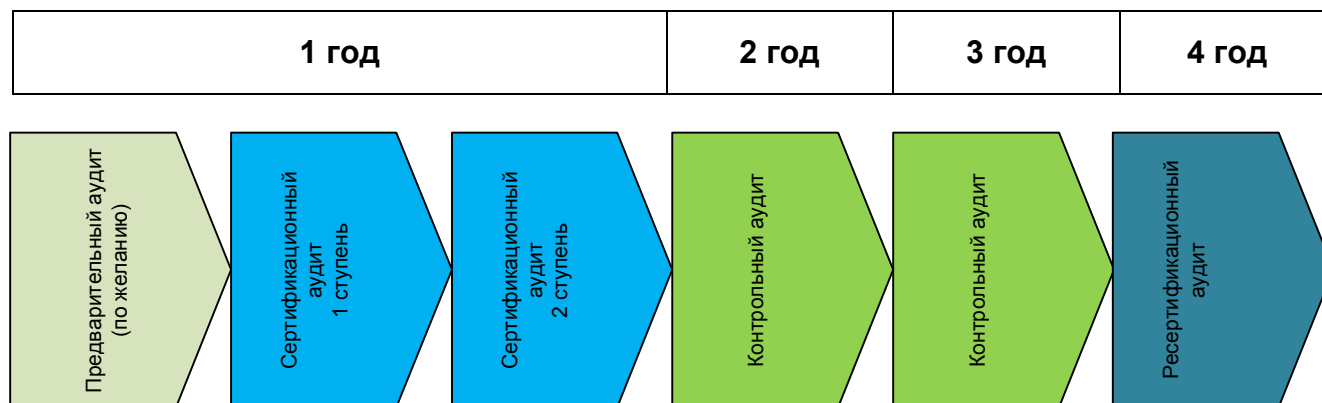 1 год
2 год
3 год
4 год
Предварительный аудит
(по желанию)
Сертификационный
аудит
1 ступень
Сертификационный
аудит
2 ступень
Контрольный аудит
Контрольный аудит
Ресертификационный
аудит